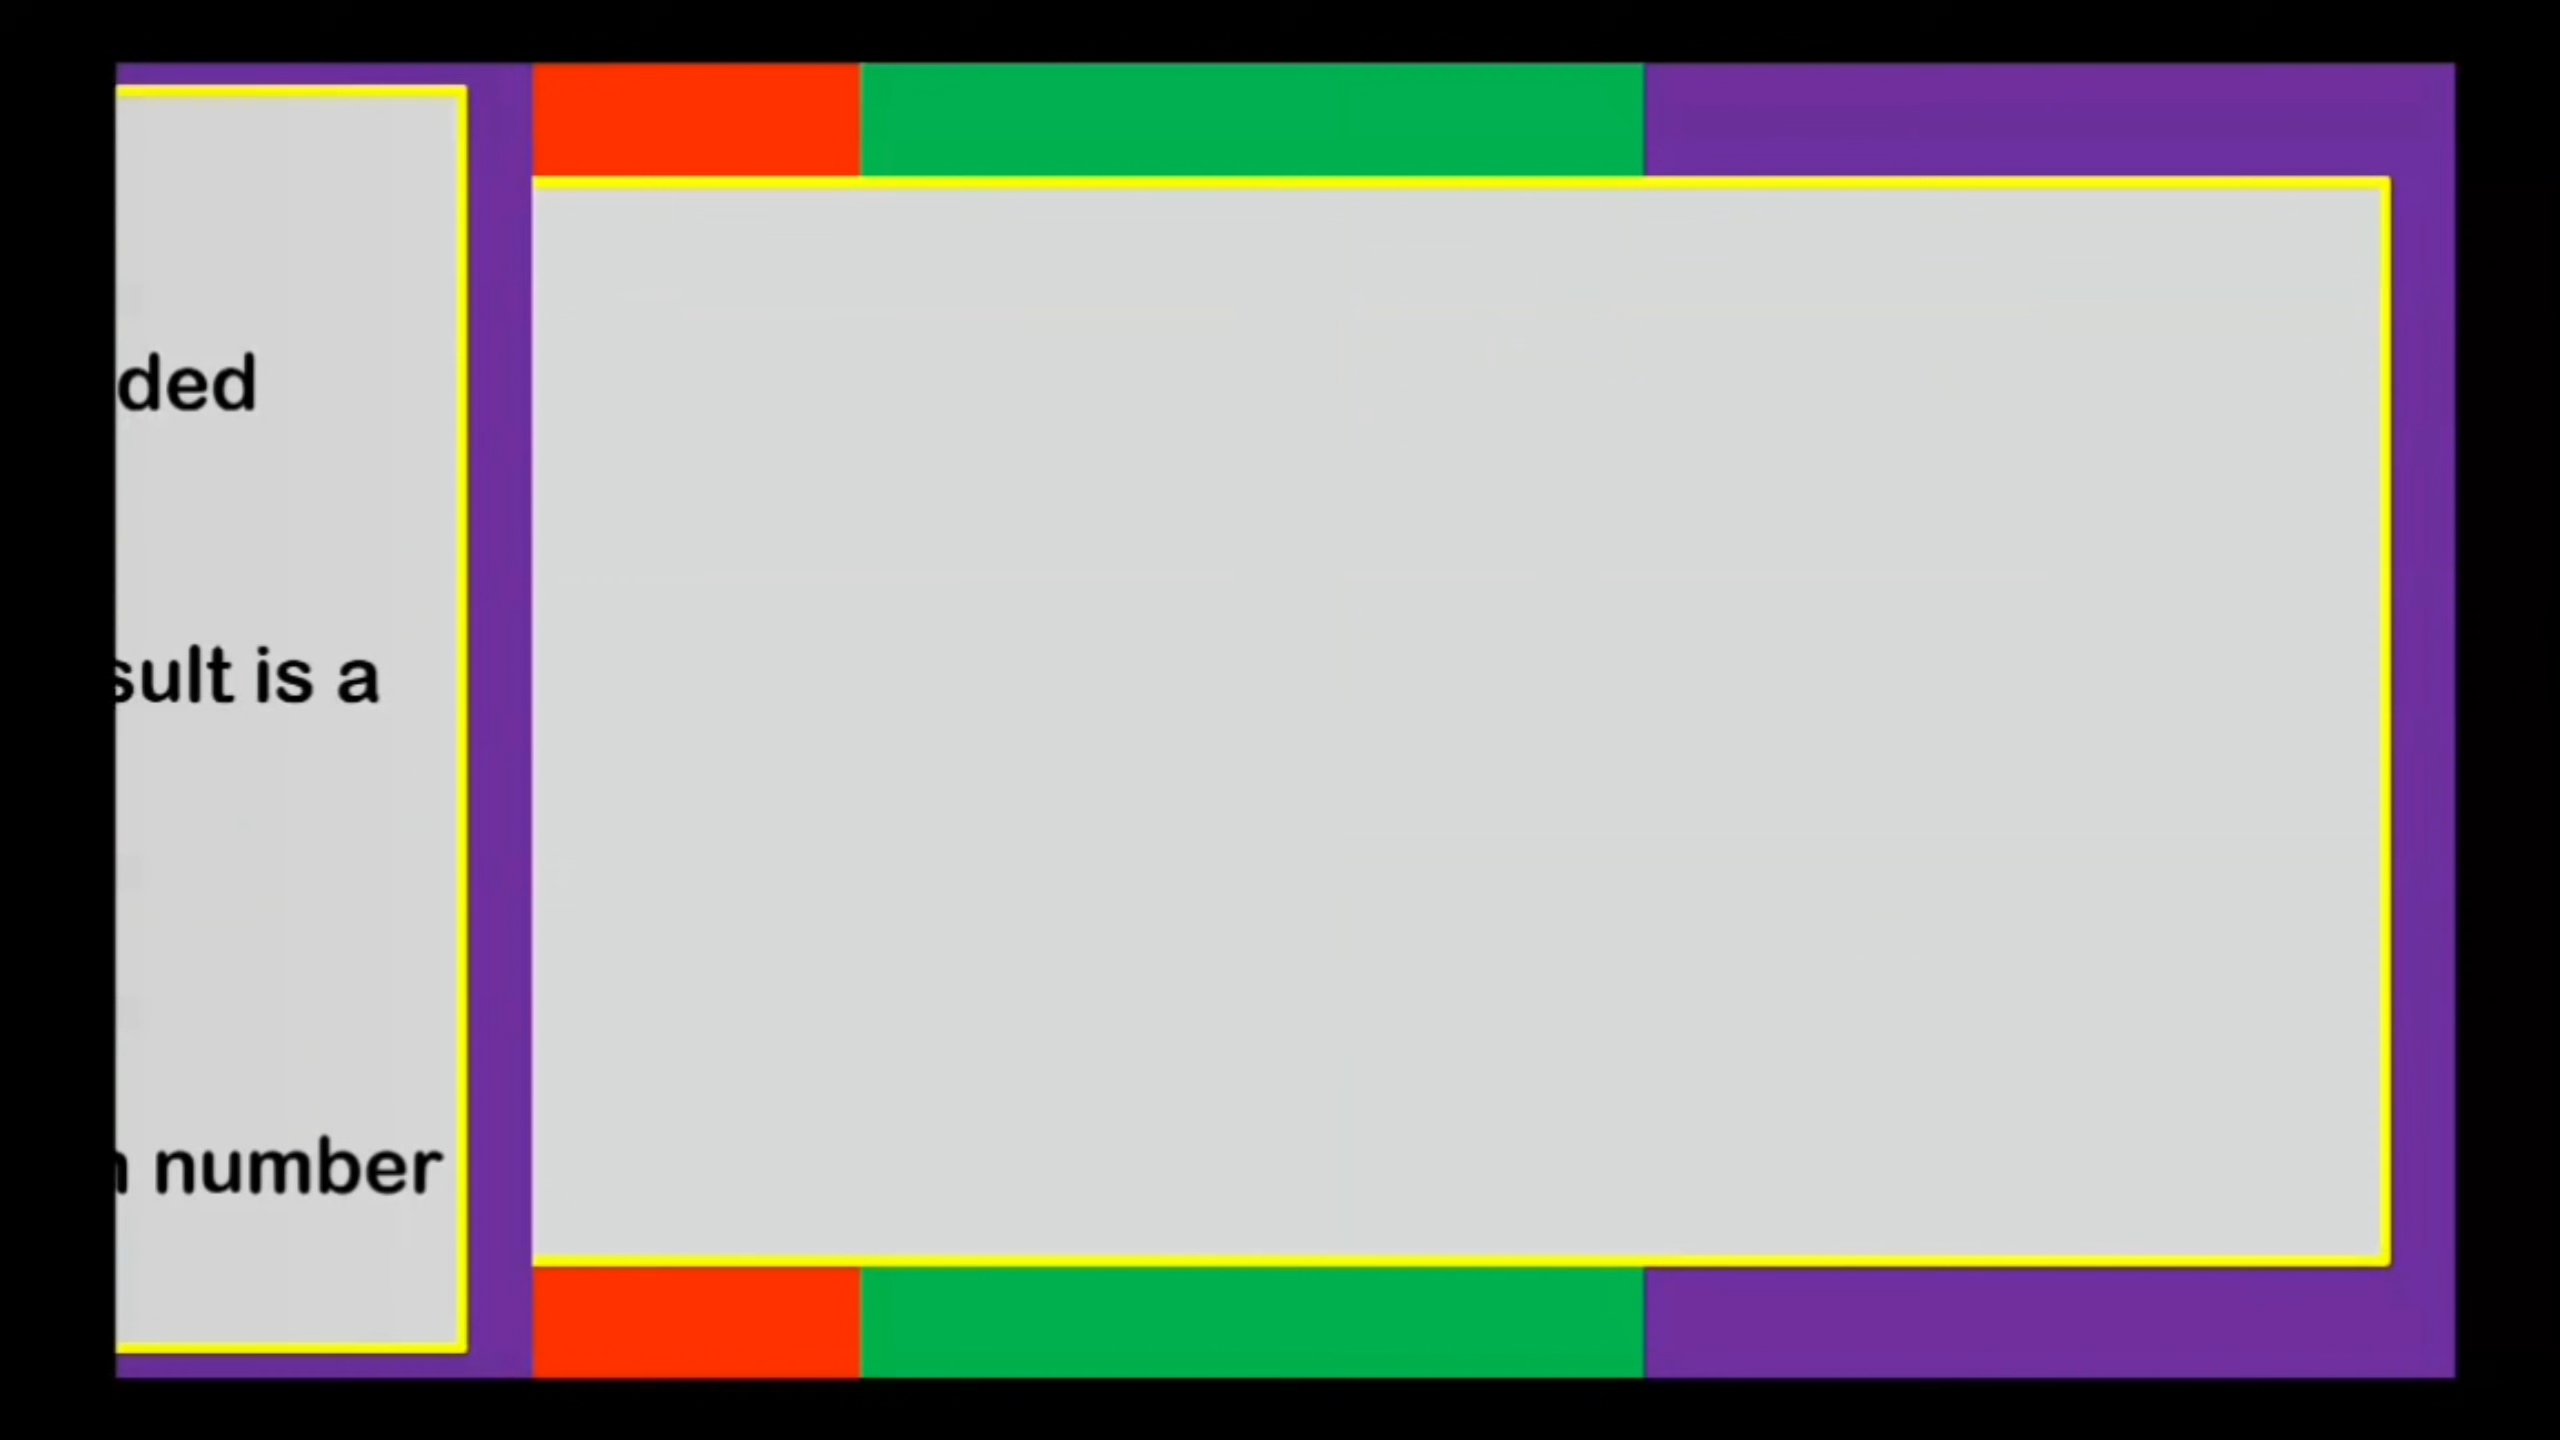 ded
sult is a
number